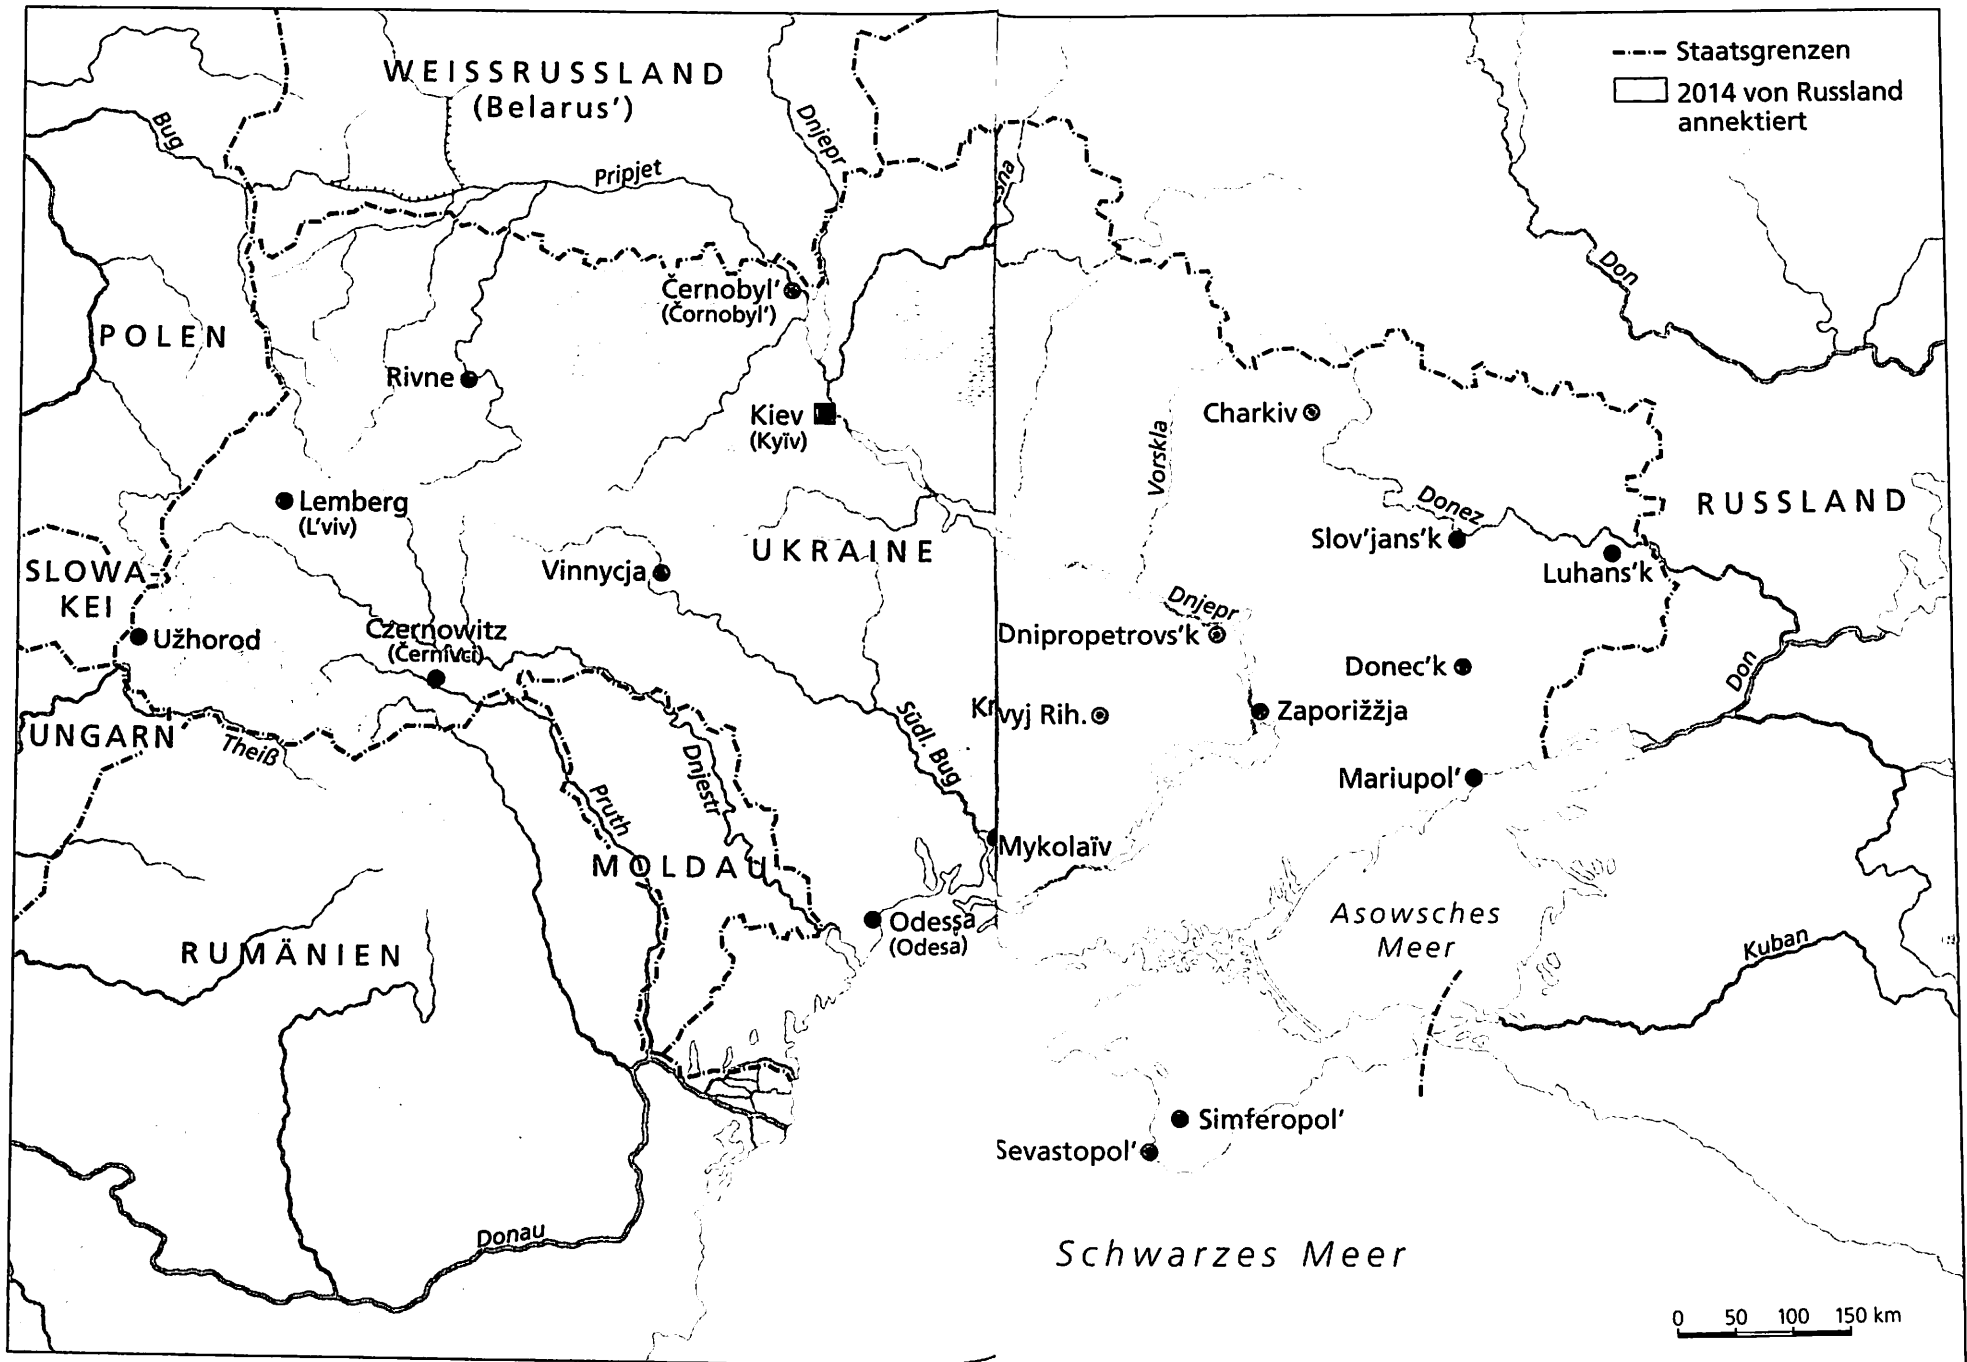 WEISSRUSSLAND
(Belarus')
Staatsgrenzen
2014 von Russland
annektiert
Bug
Dnjepr
Pripjet
sna
Don
Černobyl'
(Čornobyl')
POLEN
Rivne
Kiev
(Kyïv)
Charkiv
Vorskla
Lemberg
(L'viv)
Donez
RUSSLAND
Slov'jans'k
UKRAINE
SLOWA-
KEI
Vinnycja
Luhans'k
Dnjepr
Užhorod
Czernowitz
(Černivci)
Dnipropetrovs'k
Donec'k
Don
Kryvyj Rih
Zaporižžja
UNGARN
Theiß
Südl. Bug
Dnjestr
Mariupol'
Pruth
Mykolaïv
MOLDAU
Odessa
(Odesa)
Asowsches
Meer
RUMÄNIEN
Kuban
Simferopol'
Sevastopol'
Donau
Schwarzes Meer
0 50 100 150 km